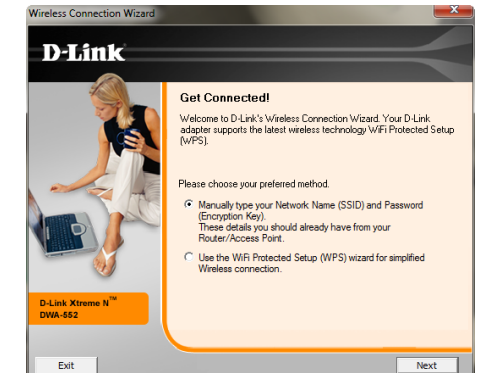 Wireless Connection Wizard
D-Link
Get Connected!
Welcome to D-Link's Wireless Connection Wizard. Your D-Link
adapter supports the latest wireless technology WiFi Protected Setup
(WPS).
Please choose your preferred method.
Manually type your Network Name (SSID) and Password
(Encryption Key).
These details you should already have from your
Router/Access Point.
Use the WiFi Protected Setup (WPS) wizard for simplified
Wireless connection.
D-Link Xtreme N™
DWA-552
Exit
Next